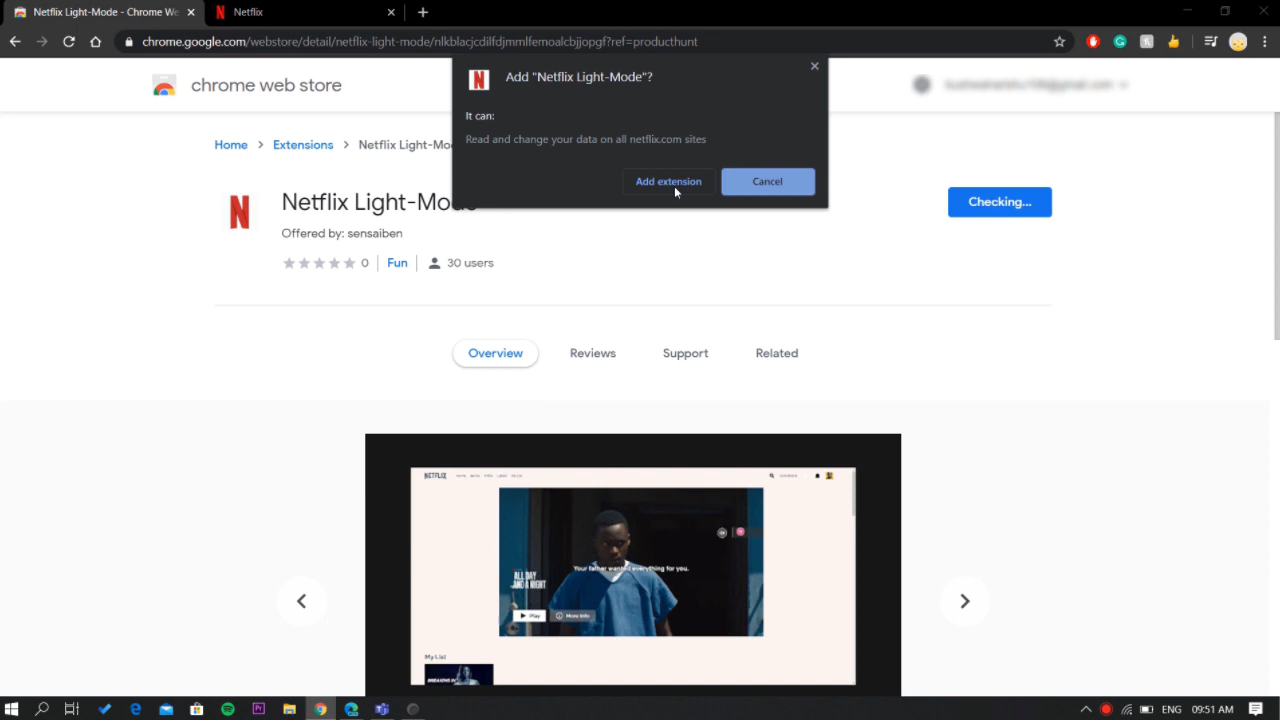 Netflix Light-Mode - Chrome We
Netflix
chrome.google.com/webstore/detail/netflix-light-mode/nlkblacjcdilfdjmmlfemoalcbjjopgf?ref=producthunt
chrome web store
Add "Netflix Light-Mode"?
It can:
Read and change your data on all netflix.com sites
Add extension
Cancel
Home > Extensions > Netflix Light-Mo
Netflix Light-Mode
Checking...
Offered by: sensaiben
0 Fun 30 users
Overview Reviews Support Related
NETFLIX
Your father wanted everything for you.
ALL DAY
AND A NIGHT
Play More Info
My List
BREAKING IN
ENG 09:51 AM